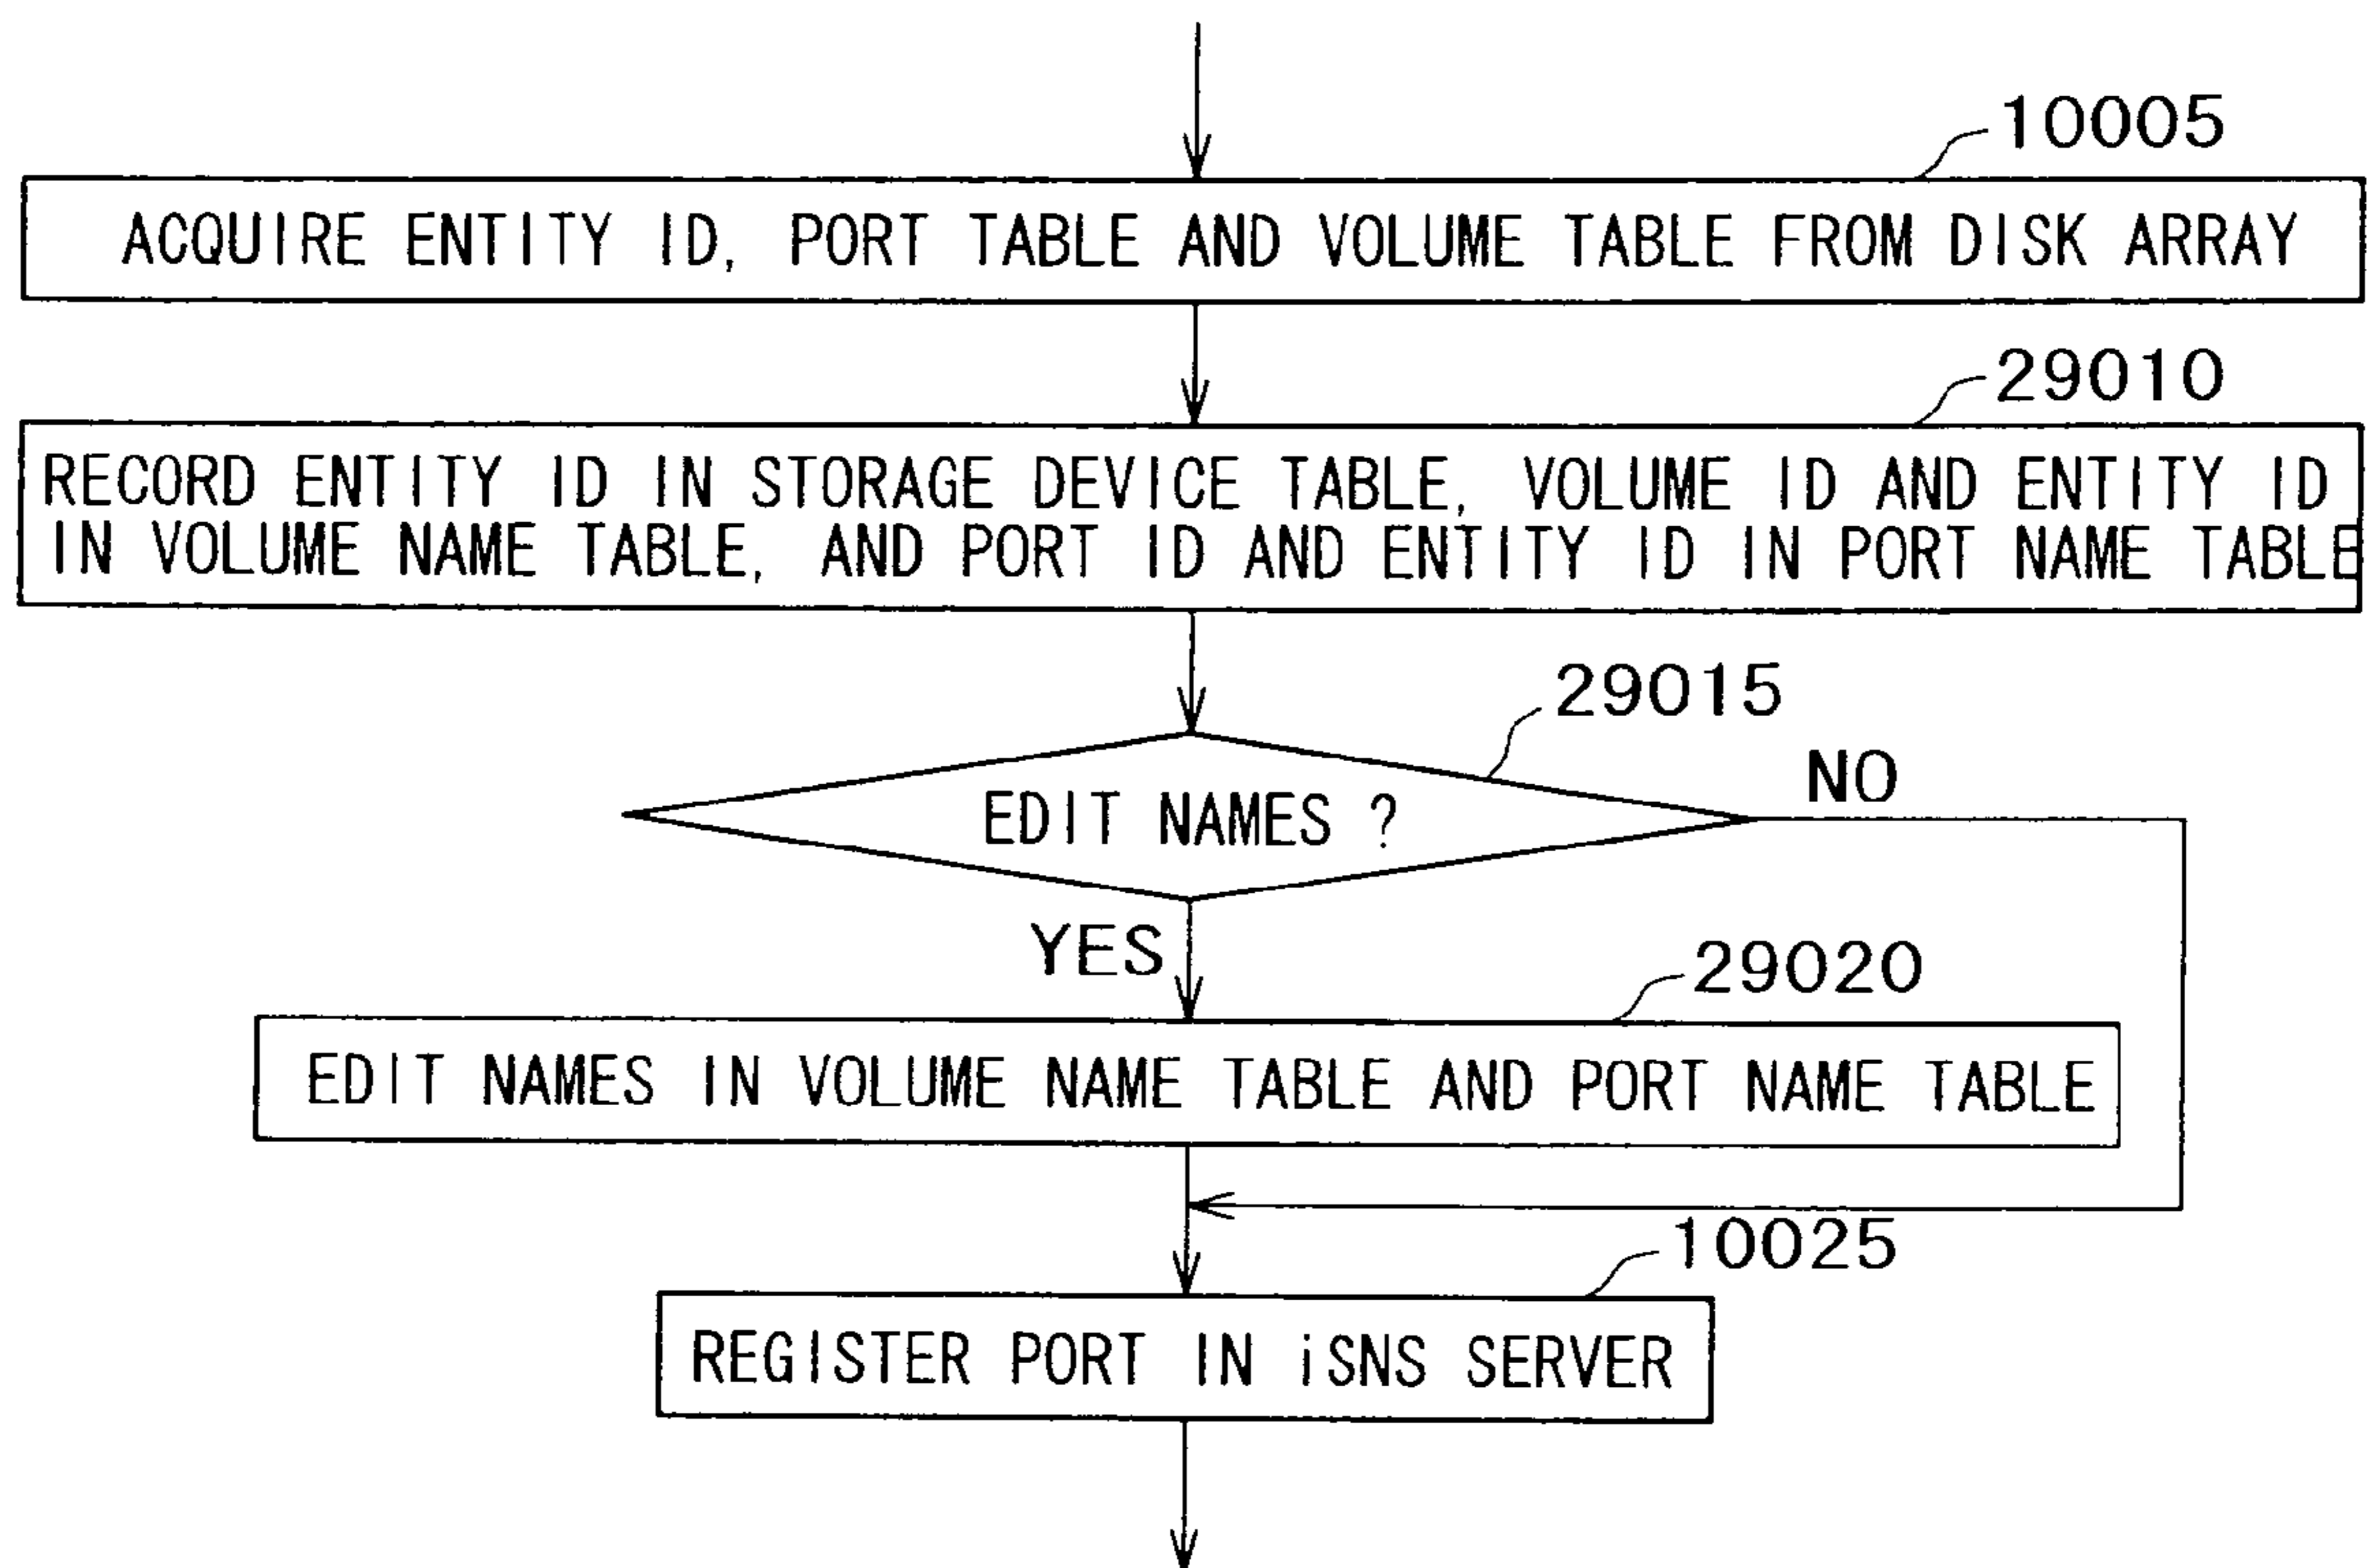 10005
ACQUIRE ENTITY ID, PORT TABLE AND VOLUME TABLE FROM DISK ARRAY
29010
RECORD ENTITY ID IN STORAGE DEVICE TABLE, VOLUME ID AND ENTITY ID
IN VOLUME NAME TABLE, AND PORT ID AND ENTITY ID IN PORT NAME TABLE
29015
NO
EDIT NAMES ?
YES
29020
EDIT NAMES IN VOLUME NAME TABLE AND PORT NAME TABLE
10025
REGISTER PORT IN iSNS SERVER